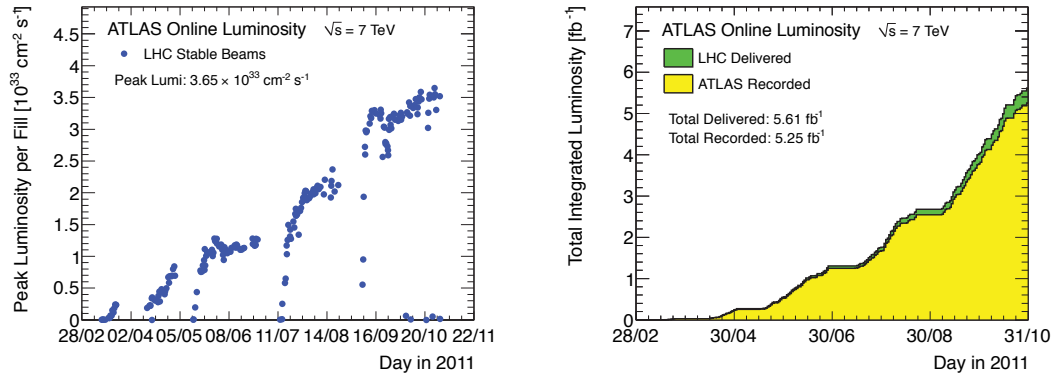 ATLAS Online Luminosity √s = 7 TeV
LHC Stable Beams
Peak Lumi: 3.65 × 10³³ cm⁻² s⁻¹
Peak Luminosity per Fill [10³³ cm⁻² s⁻¹]
4.5
4
3.5
3
2.5
2
1.5
1
0.5
0
28/02 02/04 05/05 08/06 11/07 14/08 16/09 20/10 22/11
Day in 2011
ATLAS Online Luminosity √s = 7 TeV
LHC Delivered
ATLAS Recorded
Total Delivered: 5.61 fb¹
Total Recorded: 5.25 fb¹
Total Integrated Luminosity [fb⁻¹]
7
6
5
4
3
2
1
0
28/02 30/04 30/06 30/08 31/10
Day in 2011